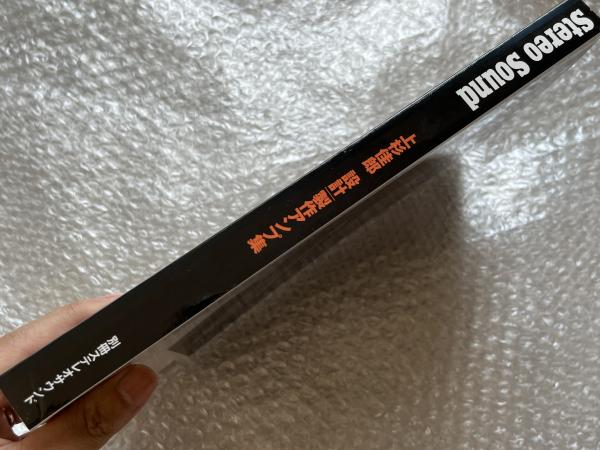 Stereo Sound
上杉佳郎 設計製作アンプ集
別冊ステレオサウンド